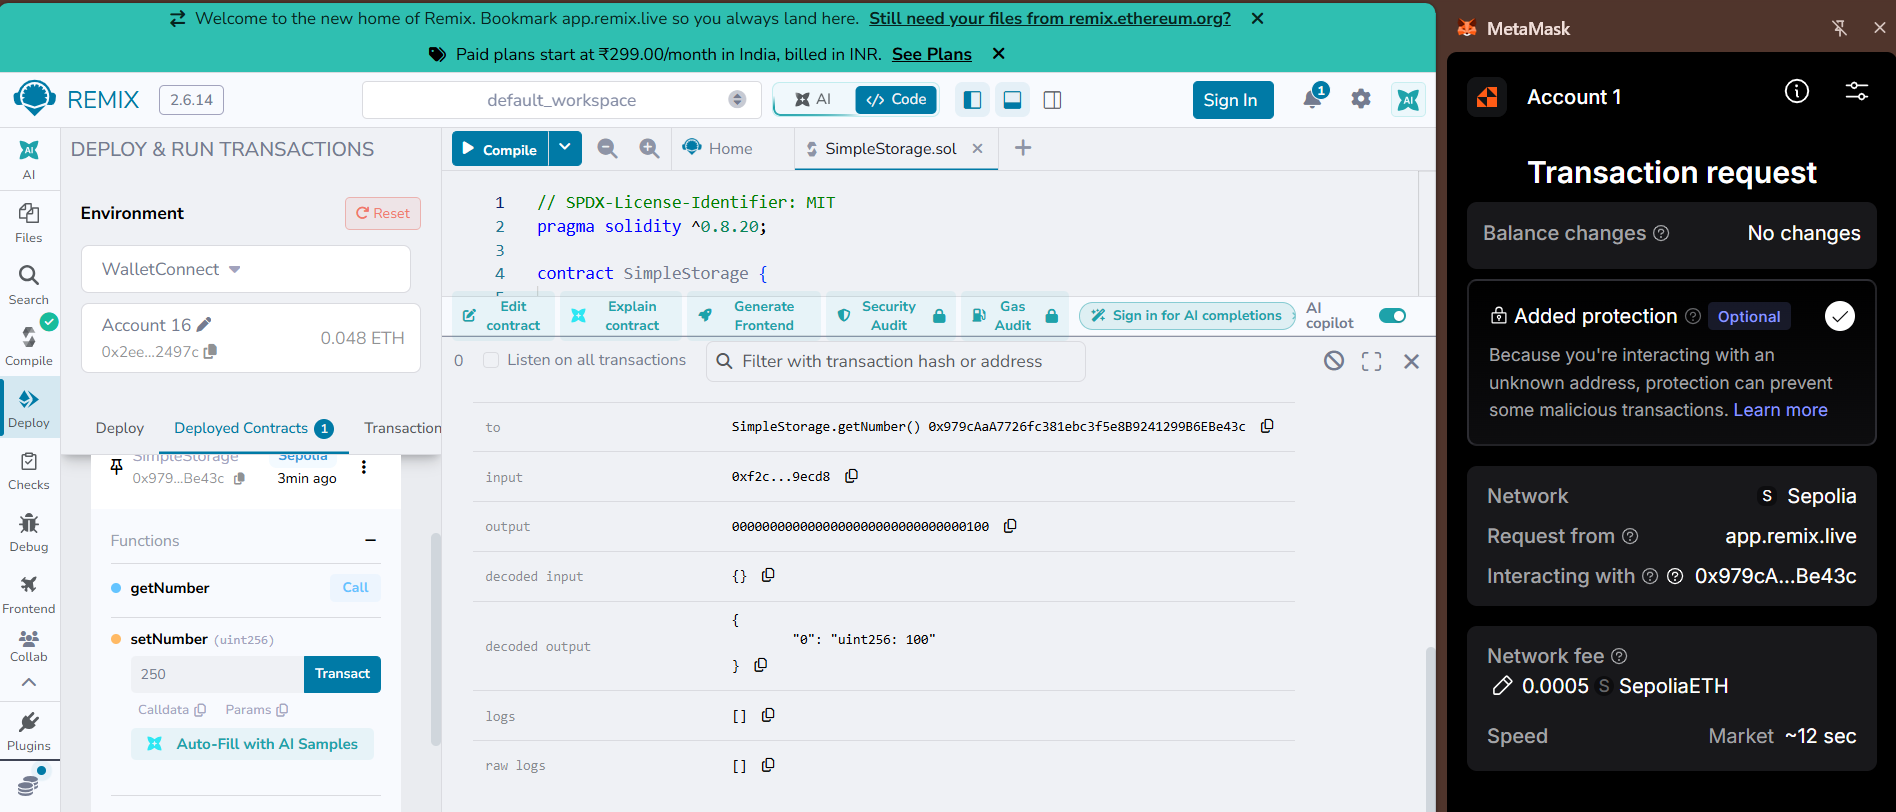 Welcome to the new home of Remix. Bookmark app.remix.live so you always land here. Still need your files from remix.ethereum.org?
Paid plans start at ₹299.00/month in India, billed in INR. See Plans
REMIX
2.6.14
default_workspace
AI
Code
Sign In
1
AI
AI
AI
Files
Search
Compile
Deploy
Checks
Debug
Frontend
Collab
Plugins
DEPLOY & RUN TRANSACTIONS
Environment
Reset
WalletConnect
Account 16
0x2ee...2497c
0.048 ETH
Deploy
Deployed Contracts 1
Transaction
SimpleStorage
Sepolia
0x979...Be43c
3min ago
Functions
getNumber
Call
setNumber (uint256)
250
Transact
Calldata
Params
Auto-Fill with AI Samples
Compile
Home
SimpleStorage.sol
1 // SPDX-License-Identifier: MIT
2 pragma solidity ^0.8.20;
3
4 contract SimpleStorage {
Edit contract
Explain contract
Generate Frontend
Security Audit
Gas Audit
Sign in for AI completions
AI copilot
0
Listen on all transactions
Filter with transaction hash or address
to SimpleStorage.getNumber() 0x979cAaA7726fc381ebc3f5e8B9241299B6EBe43c
input 0xf2c...9ecd8
output 0000000000000000000000000000000100
decoded input {}
decoded output {
"0": "uint256: 100"
}
logs []
raw logs []
MetaMask
Account 1
Transaction request
Balance changes
No changes
Added protection
Optional
Because you're interacting with an
unknown address, protection can prevent
some malicious transactions. Learn more
Network
S Sepolia
Request from
app.remix.live
Interacting with
0x979cA...Be43c
Network fee
0.0005 S SepoliaETH
Speed
Market ~12 sec